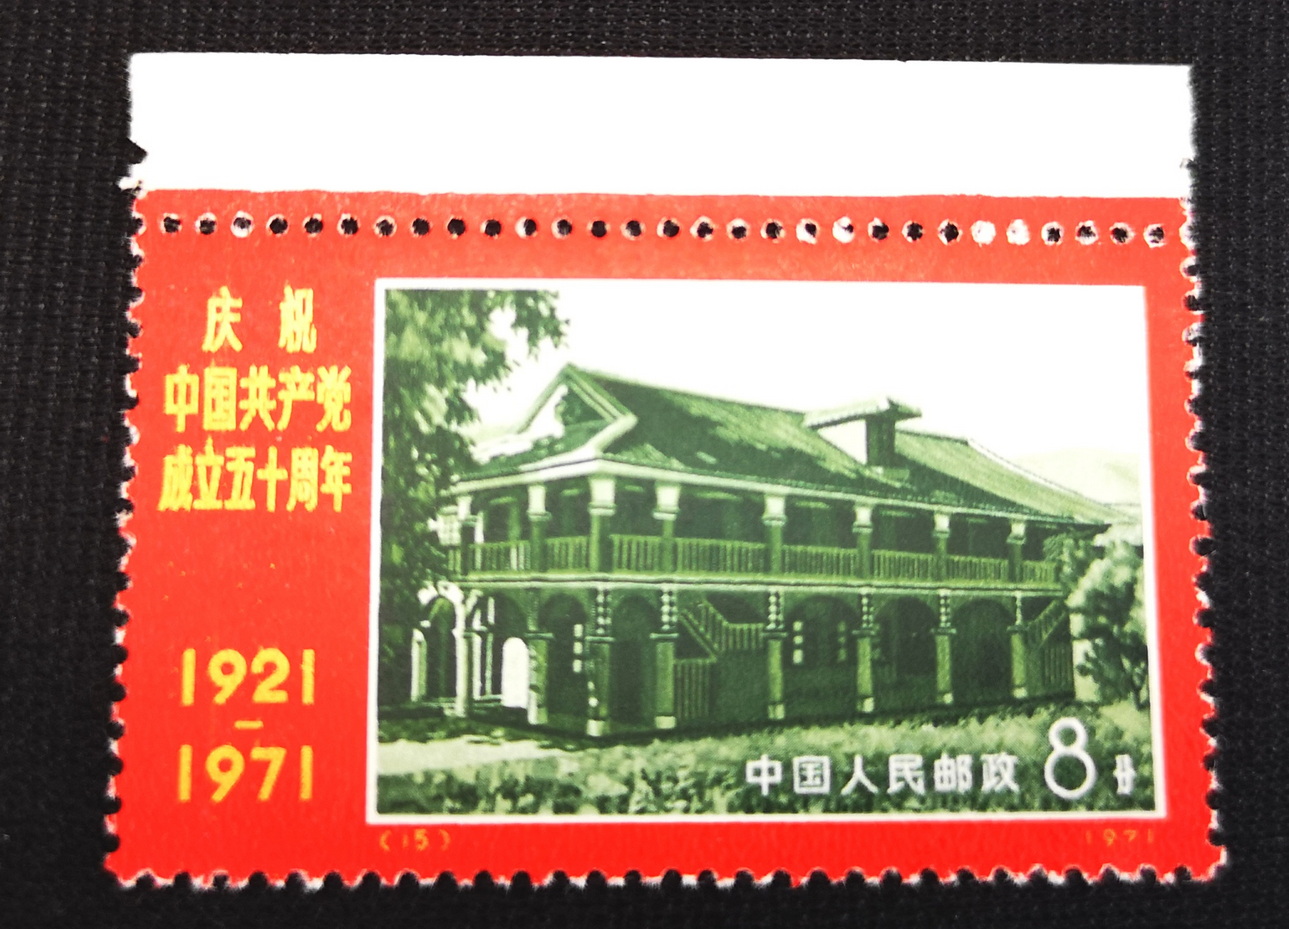 庆祝
中国共产党
成立五十周年
1921
–
1971
中国人民邮政 8分
(15)
1971